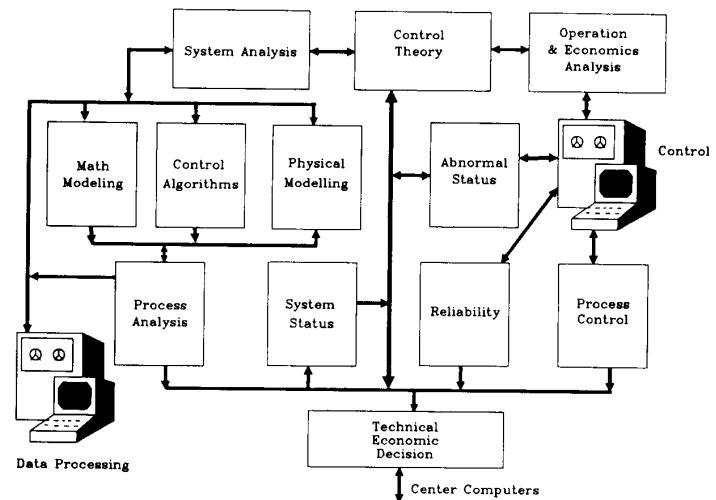 System Analysis
Control
Theory
Operation
& Economics
Analysis
Math
Modeling
Control
Algorithms
Physical
Modelling
Abnormal
Status
Control
Process
Analysis
System
Status
Reliability
Process
Control
Technical
Economic
Decision
Data Processing
Center Computers